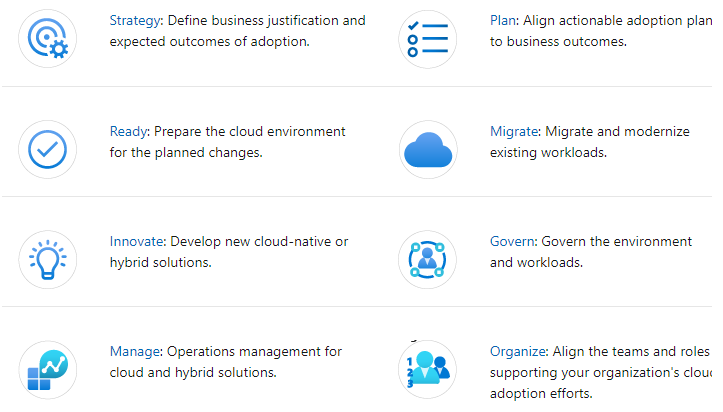 Strategy: Define business justification and
expected outcomes of adoption.
Plan: Align actionable adoption plan
to business outcomes.
Ready: Prepare the cloud environment
for the planned changes.
Migrate: Migrate and modernize
existing workloads.
Innovate: Develop new cloud-native or
hybrid solutions.
Govern: Govern the environment
and workloads.
Manage: Operations management for
cloud and hybrid solutions.
1
2
3
Organize: Align the teams and roles
supporting your organization's cloud
adoption efforts.